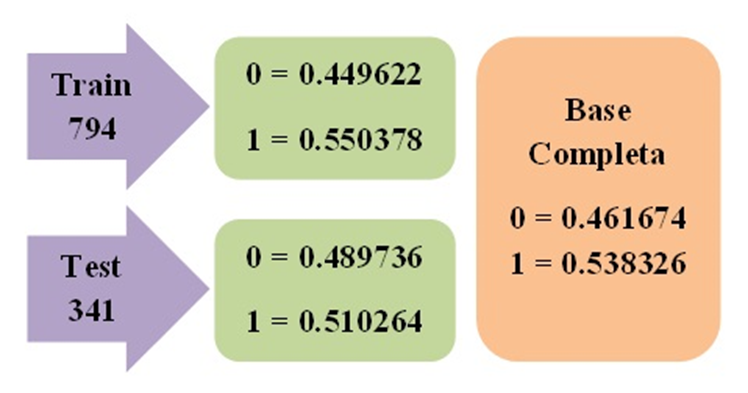 Train
794
0 = 0.449622
1 = 0.550378
Test
341
0 = 0.489736
1 = 0.510264
Base
Completa
0 = 0.461674
1 = 0.538326